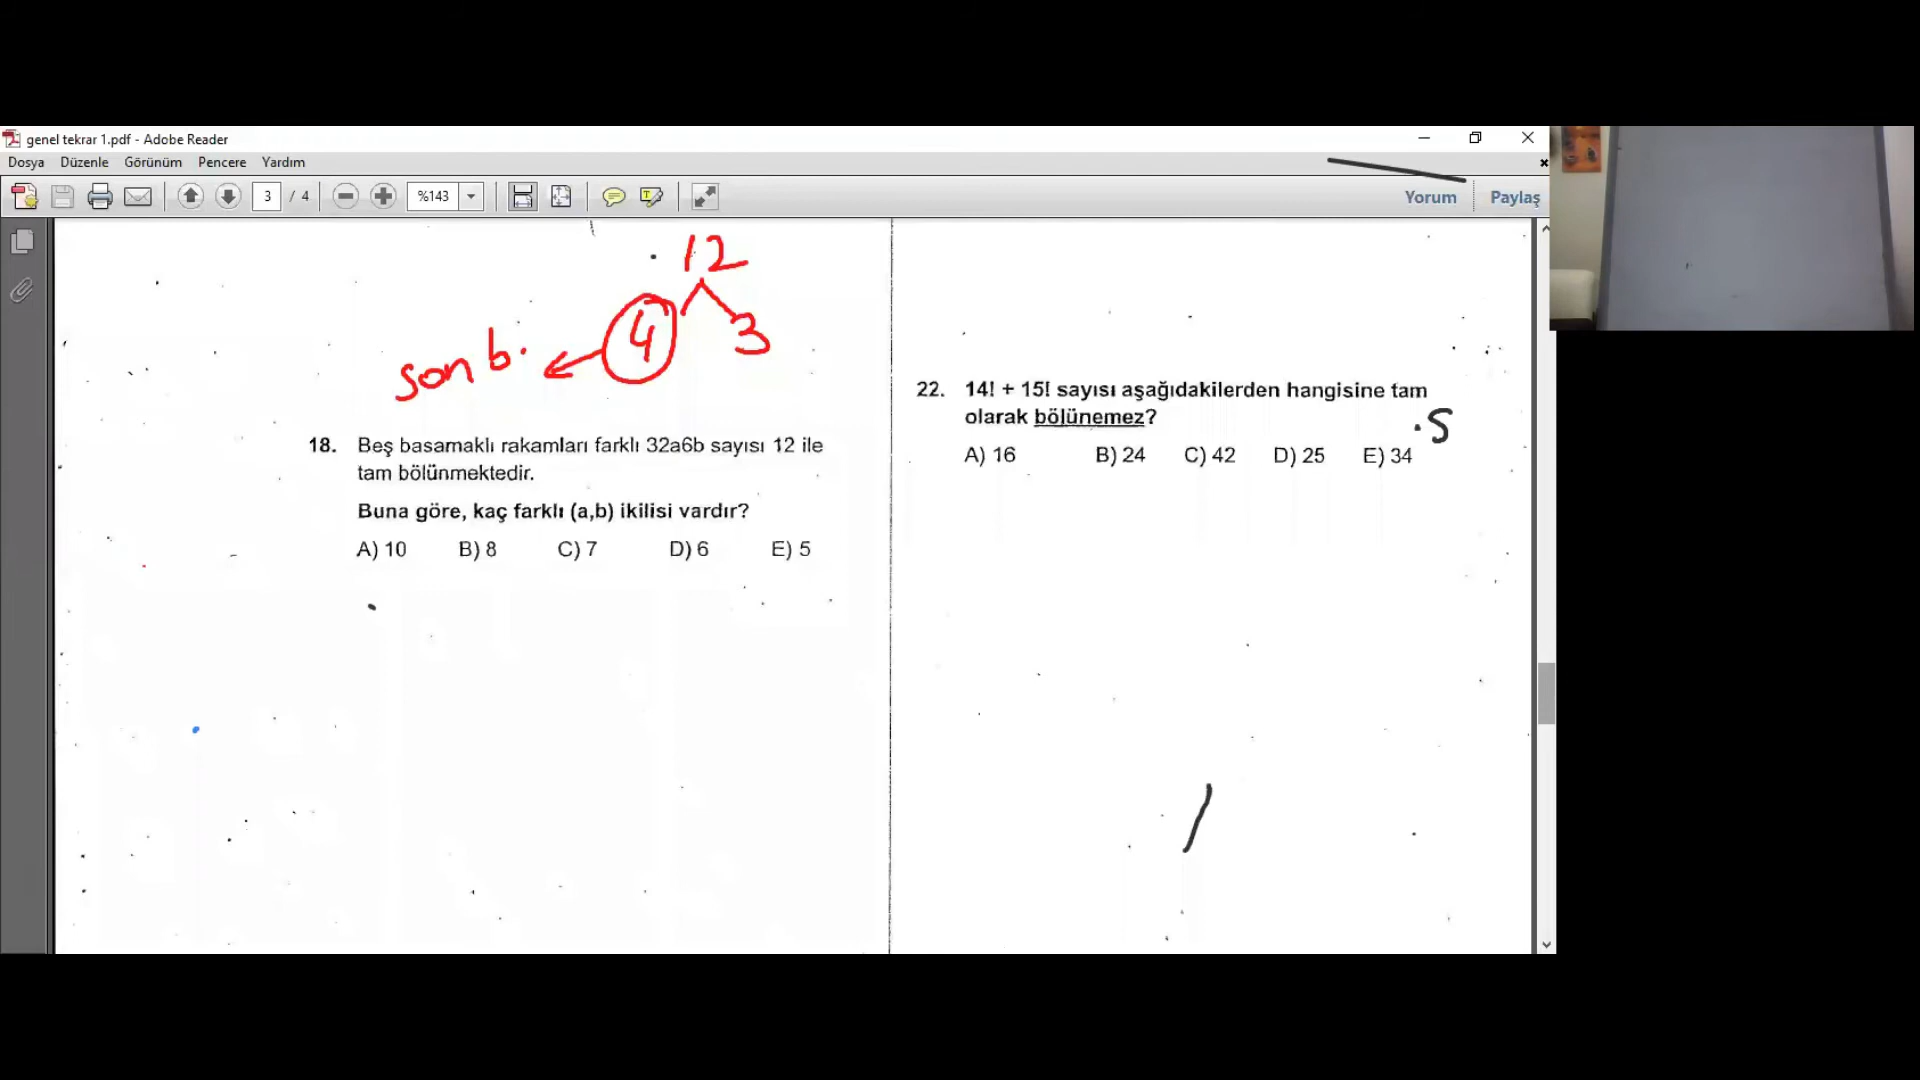 genel tekrar 1.pdf - Adobe Reader
Dosya Düzenle Görünüm Pencere Yardım
3 / 4 %143 Yorum Paylaş
12
4 3
son b.
18. Beş basamaklı rakamları farklı 32a6b sayısı 12 ile
tam bölünmektedir.
Buna göre, kaç farklı (a,b) ikilisi vardır?
A) 10 B) 8 C) 7 D) 6 E) 5
22. 14! + 15! sayısı aşağıdakilerden hangisine tam
olarak bölünemez?
.5
A) 16 B) 24 C) 42 D) 25 E) 34